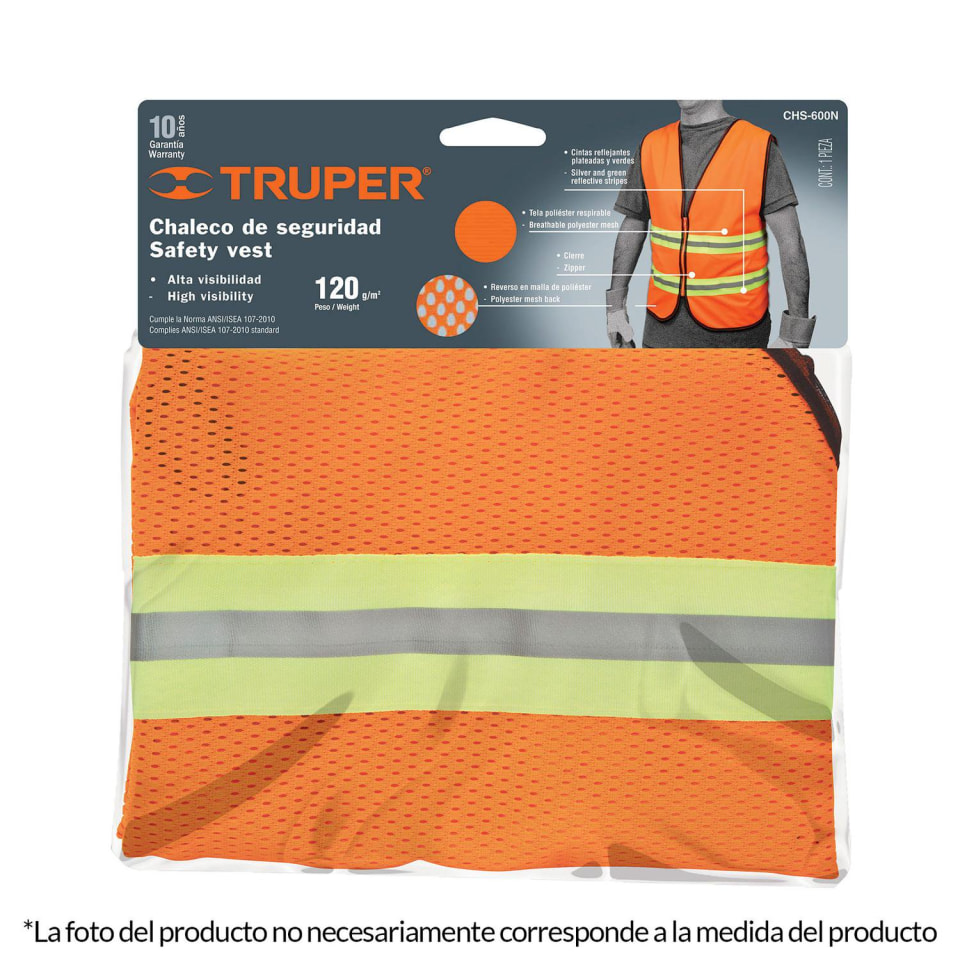 10 años
Garantía
Warranty
TRUPER®
Chaleco de seguridad
Safety vest
• Alta visibilidad
- High visibility
120 g/m²
Peso / Weight
Cumple la Norma ANSI/ISEA 107-2010
Complies ANSI/ISEA 107-2010 standard
• Cintas reflejantes
plateadas y verdes
- Silver and green
reflective stripes
• Tela poliéster respirable
- Breathable polyester mesh
• Cierre
- Zipper
• Reverso en malla de poliéster
- Polyester mesh back
CHS-600N
CONT.: 1 PIEZA
*La foto del producto no necesariamente corresponde a la medida del producto